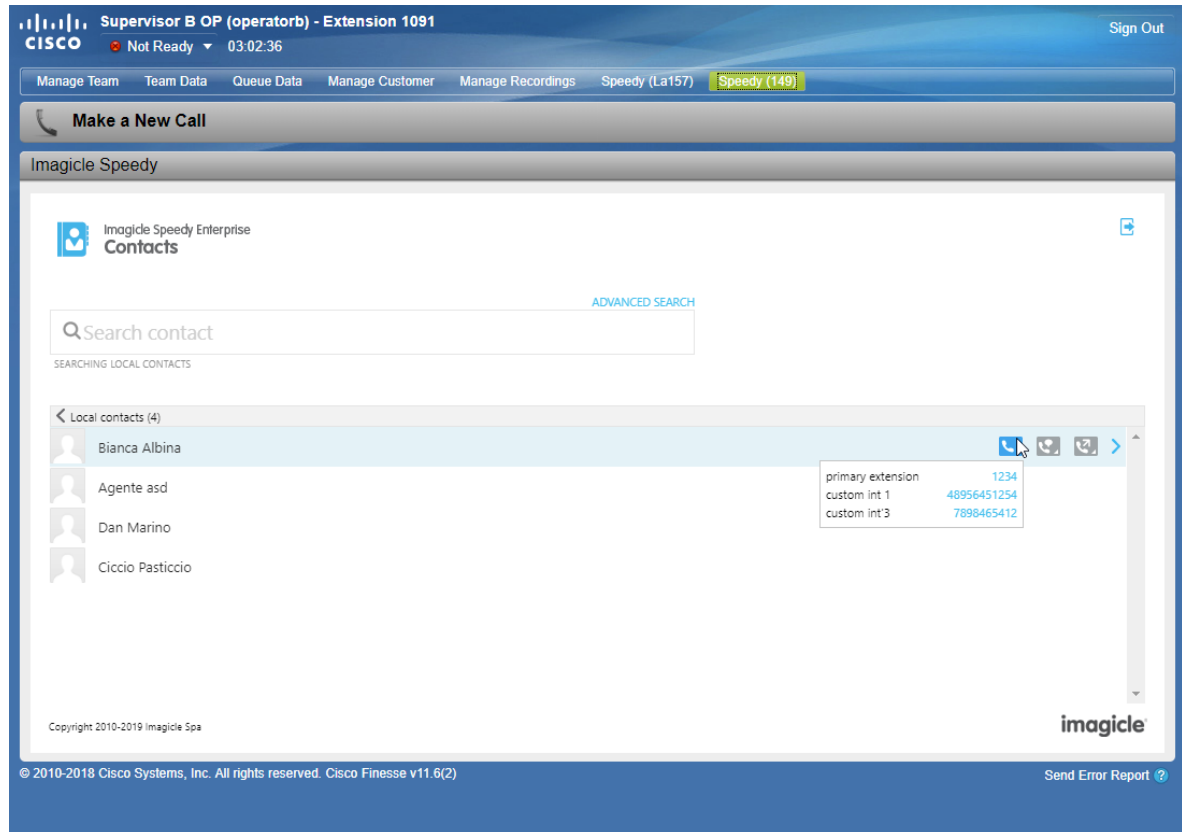 Supervisor B OP (operatorb) - Extension 1091
Sign Out
CISCO
Not Ready 03:02:36
Manage Team Team Data Queue Data Manage Customer Manage Recordings Speedy (La157) Speedy (149)
Make a New Call
Imagicle Speedy
Imagicle Speedy Enterprise
Contacts
ADVANCED SEARCH
Search contact
SEARCHING LOCAL CONTACTS
Local contacts (4)
Bianca Albina
primary extension 1234
custom int 1 48956451254
custom int'3 7898465412
Agente asd
Dan Marino
Ciccio Pasticcio
Copyright 2010-2019 Imagicle Spa
imagicle
© 2010-2018 Cisco Systems, Inc. All rights reserved. Cisco Finesse v11.6(2)
Send Error Report ?